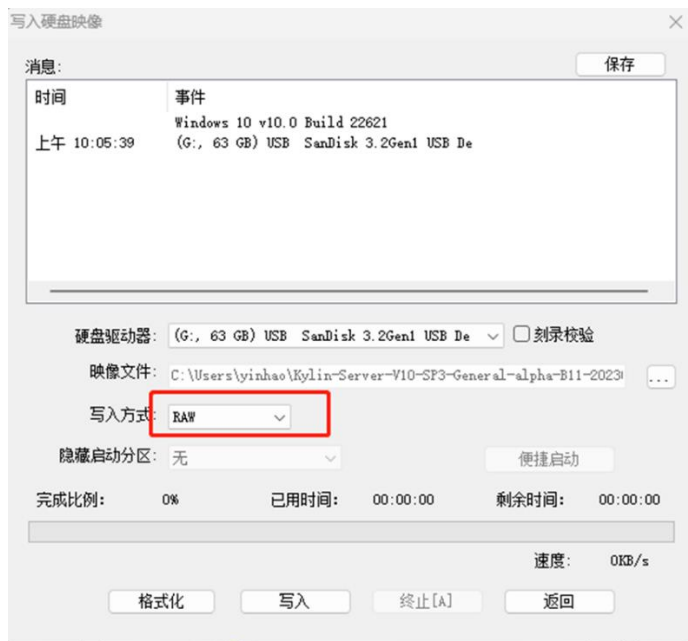 写入硬盘映像
消息:
保存
时间 事件
Windows 10 v10.0 Build 22621
上午 10:05:39 (G:, 63 GB) USB SanDisk 3.2Gen1 USB De
硬盘驱动器: (G:, 63 GB) USB SanDisk 3.2Gen1 USB De 刻录校验
映像文件: C:\Users\yinhao\Kylin-Server-V10-SP3-General-alpha-B11-2023 ...
写入方式: RAW
隐藏启动分区: 无 便捷启动
完成比例: 0% 已用时间: 00:00:00 剩余时间: 00:00:00
速度: 0KB/s
格式化 写入 终止[A] 返回